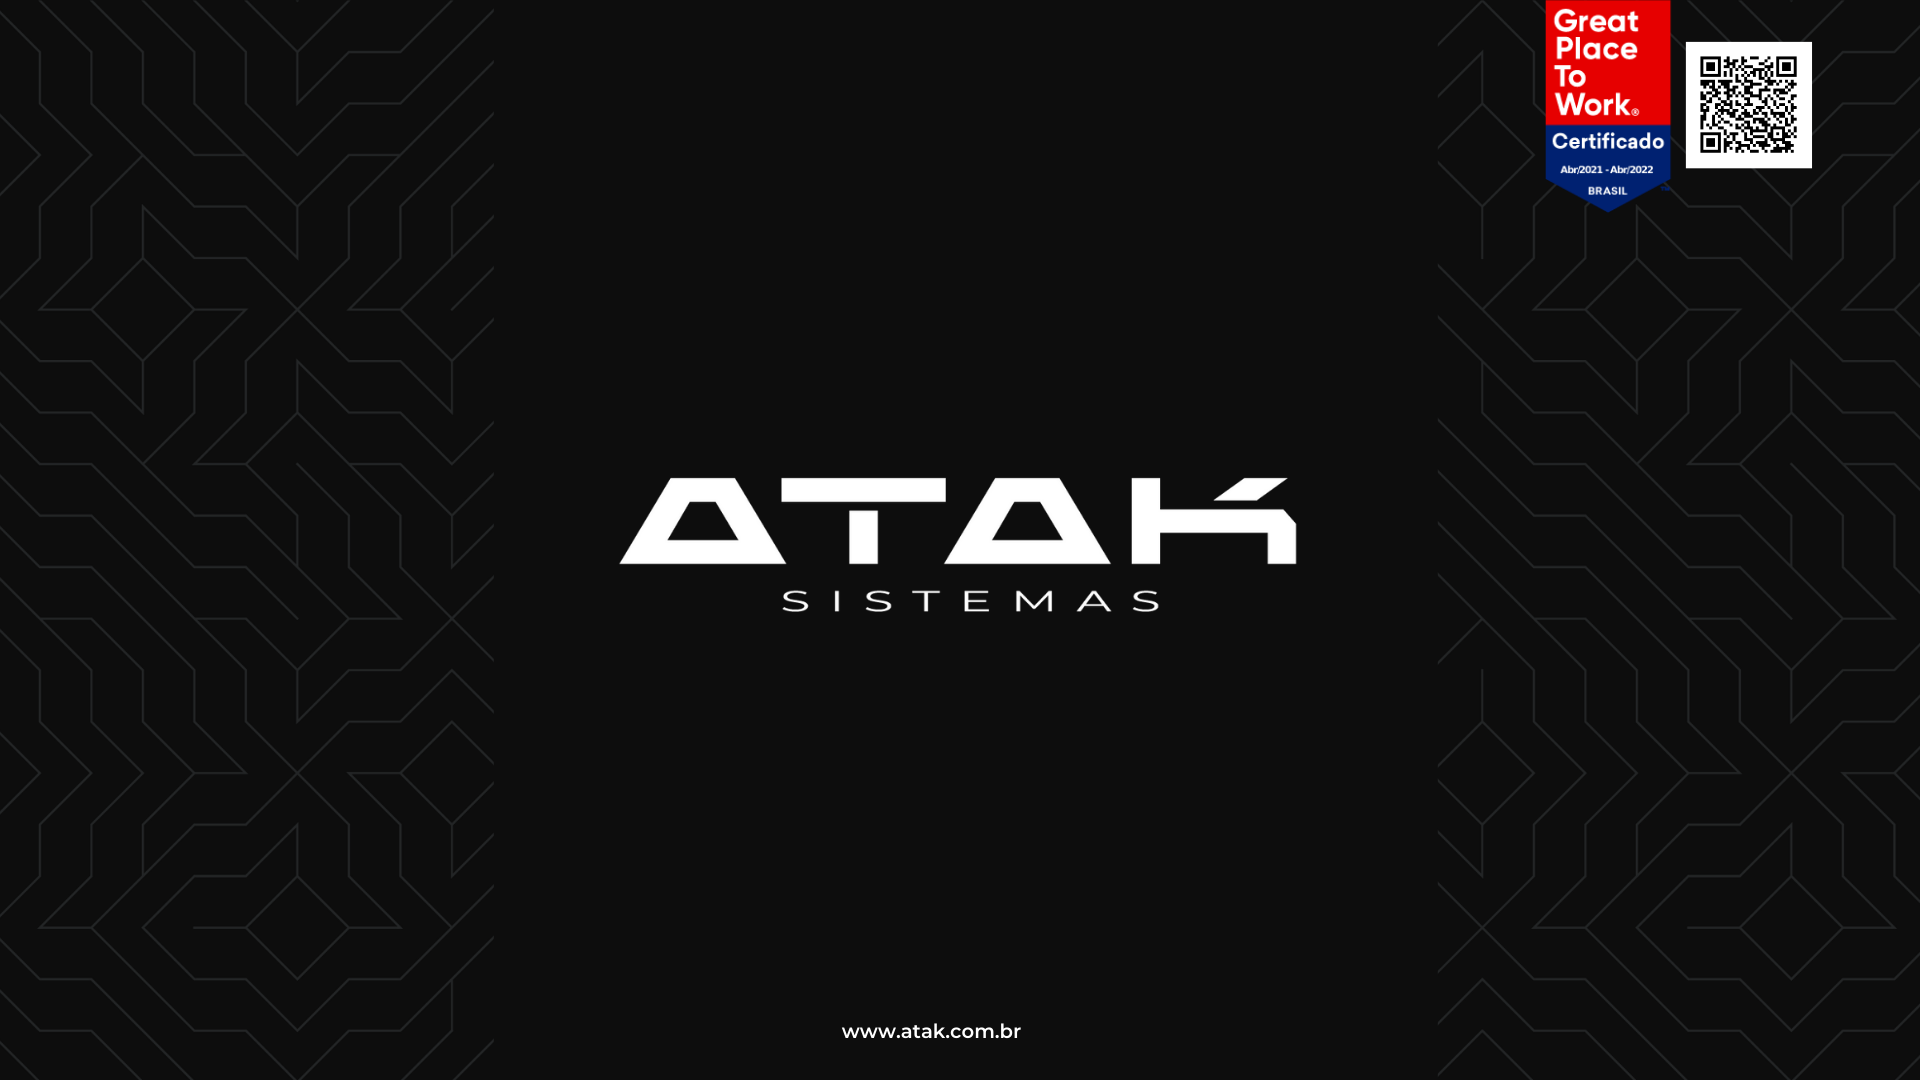 Great
Place
To
Work®
Certificado
Abr/2021 - Abr/2022
BRASIL
ATAK
SISTEMAS
www.atak.com.br